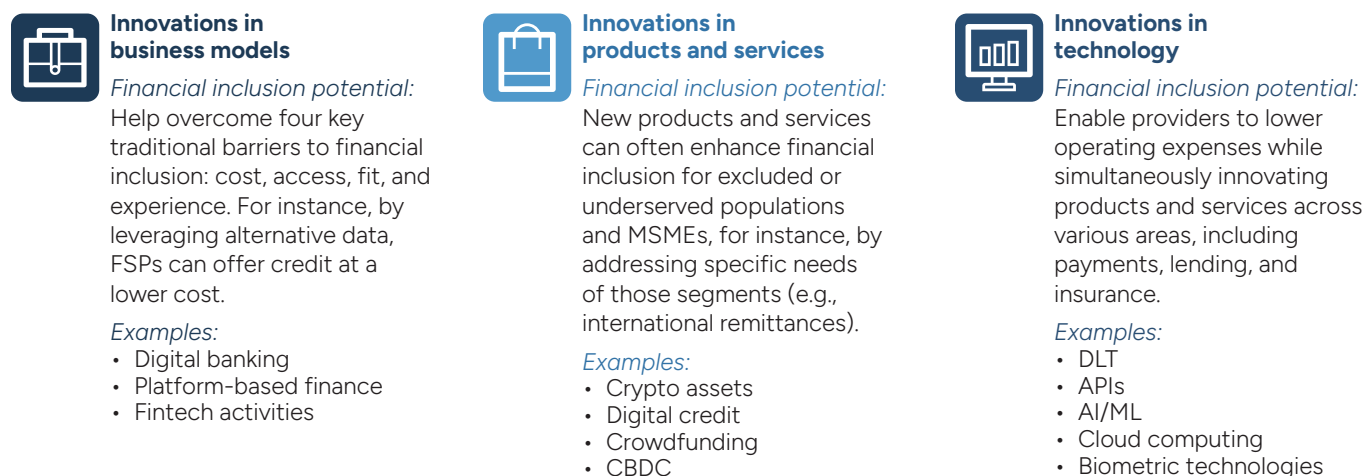 Innovations in
business models
Financial inclusion potential:
Help overcome four key
traditional barriers to financial
inclusion: cost, access, fit, and
experience. For instance, by
leveraging alternative data,
FSPs can offer credit at a
lower cost.
Examples:
• Digital banking
• Platform-based finance
• Fintech activities
Innovations in
products and services
Financial inclusion potential:
New products and services
can often enhance financial
inclusion for excluded or
underserved populations
and MSMEs, for instance, by
addressing specific needs
of those segments (e.g.,
international remittances).
Examples:
• Crypto assets
• Digital credit
• Crowdfunding
• CBDC
Innovations in
technology
Financial inclusion potential:
Enable providers to lower
operating expenses while
simultaneously innovating
products and services across
various areas, including
payments, lending, and
insurance.
Examples:
• DLT
• APIs
• AI/ML
• Cloud computing
• Biometric technologies